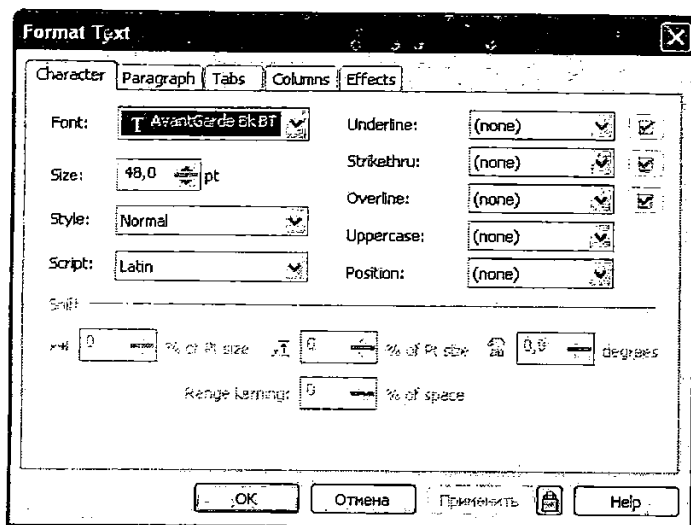 Format Text
Character Paragraph Tabs Columns Effects
Font: T AvantGarde Bk BT Underline: (none)
Size: 48,0 pt Strikethru: (none)
Overline: (none)
Style: Normal Uppercase: (none)
Script: Latin Position: (none)
Shift
0 % of Pt size 0 % of Pt size 0,0 degrees
Range kerning: 0 % of space
OK Отмена Применить Help